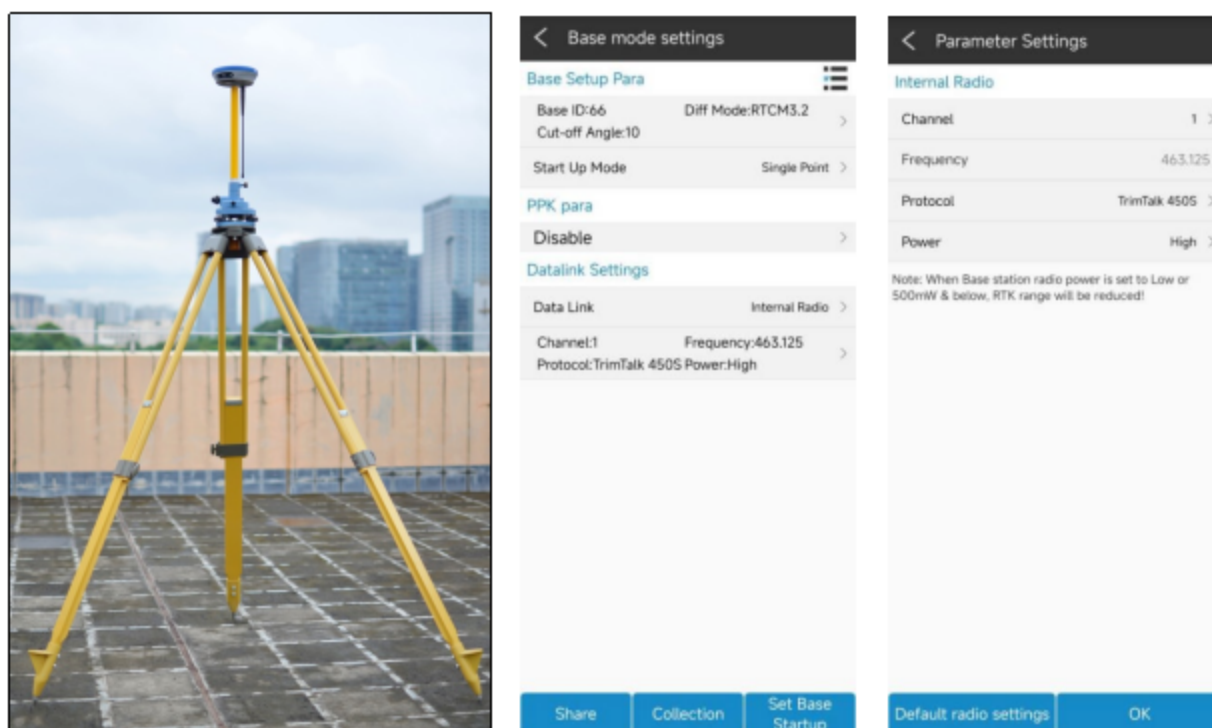 Base mode settings
Base Setup Para
Base ID:66 Diff Mode:RTCM3.2
Cut-off Angle:10
Start Up Mode Single Point
PPK para
Disable
Datalink Settings
Data Link Internal Radio
Channel:1 Frequency:463.125
Protocol:TrimTalk 450S Power:High
Share Collection Set Base
Startup
Parameter Settings
Internal Radio
Channel 1
Frequency 463.125
Protocol TrimTalk 450S
Power High
Note: When Base station radio power is set to Low or
500mW & below, RTK range will be reduced!
Default radio settings OK